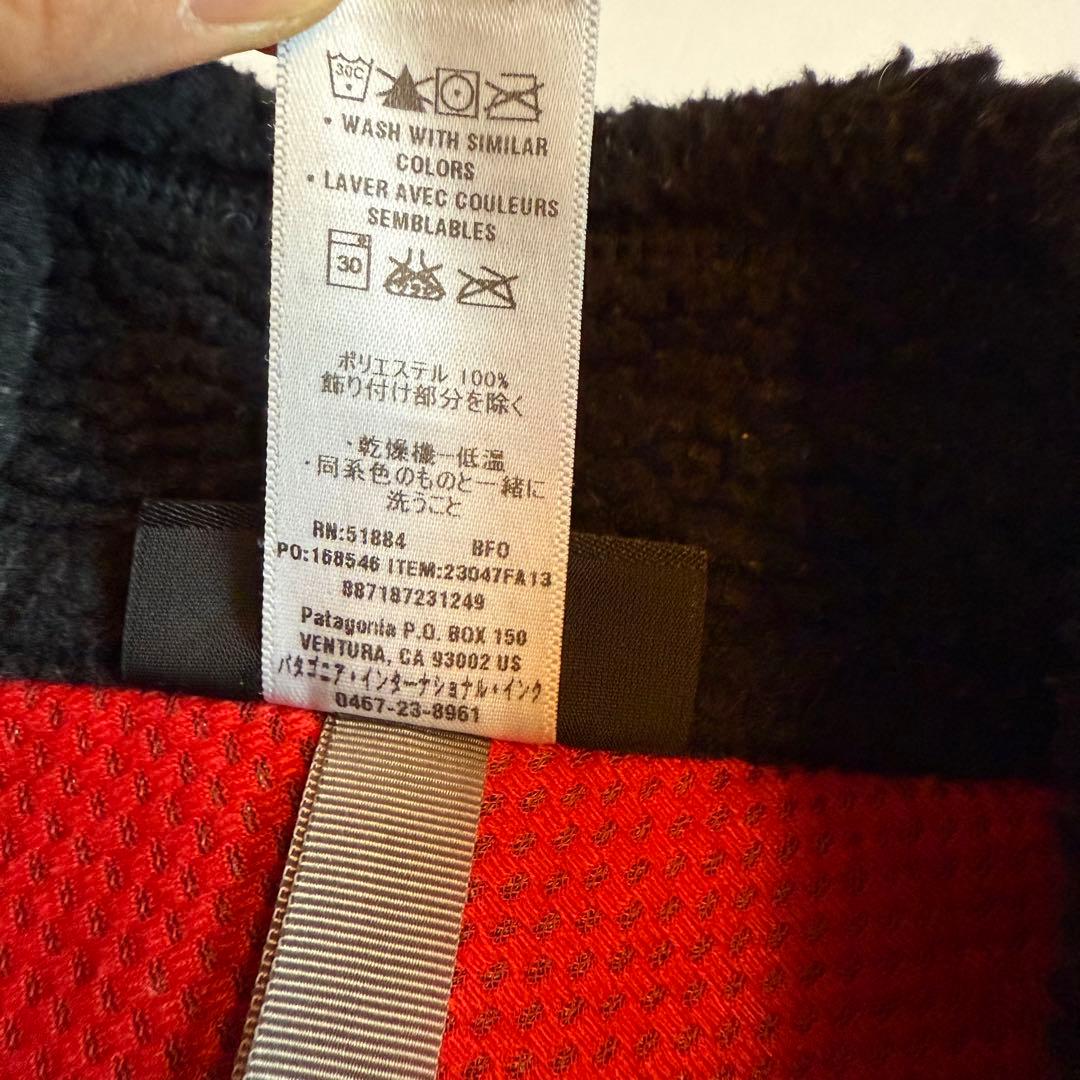 30C
• WASH WITH SIMILAR
COLORS
• LAVER AVEC COULEURS
SEMBLABLES
30
ポリエステル 100%
飾り付け部分を除く
・乾燥機一低温
・同系色のものと一緒に
洗うこと
RN:51884 BFO
PO:168546 ITEM:23047FA13
887187231249
Patagonia P.O. BOX 150
VENTURA, CA 93002 US
パタゴニア・インターナショナル・インク
0467-23-8961